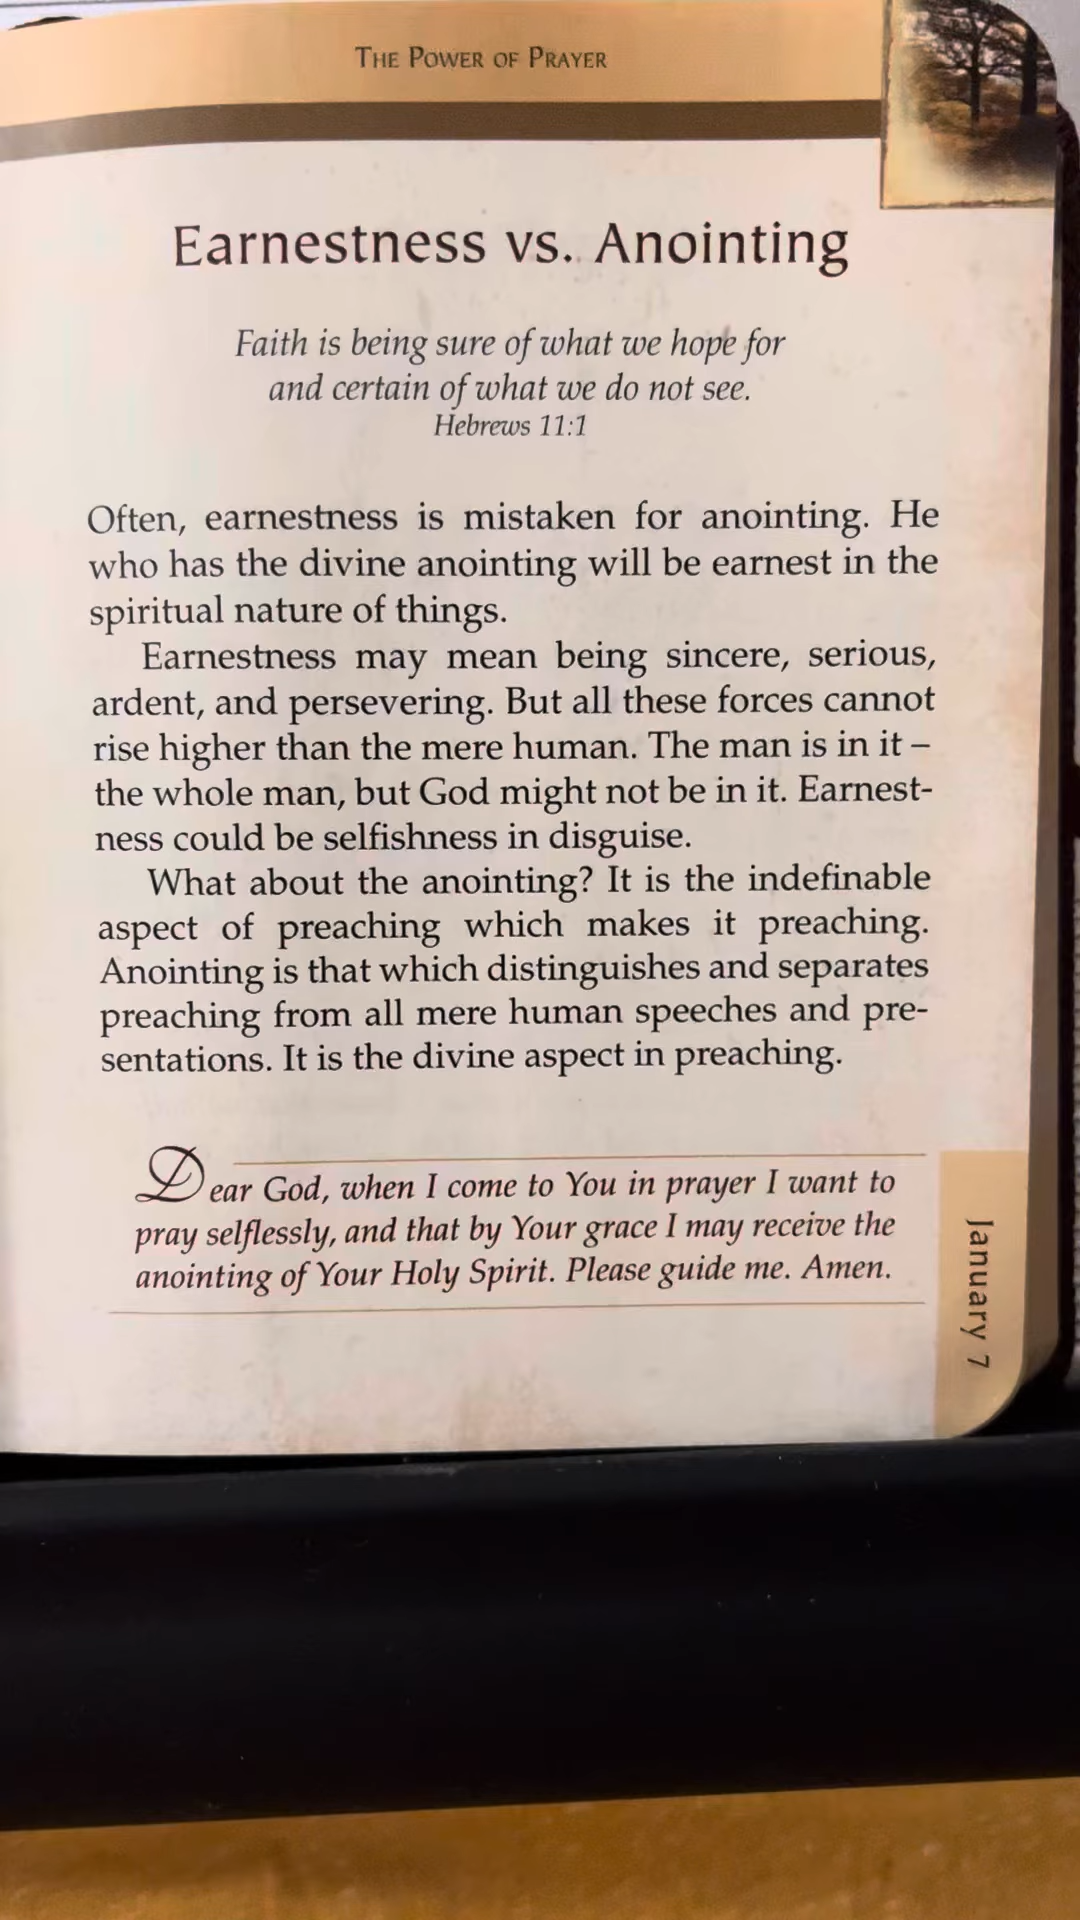 THE POWER OF PRAYER
Earnestness vs. Anointing
Faith is being sure of what we hope for
and certain of what we do not see.
Hebrews 11:1
Often, earnestness is mistaken for anointing. He
who has the divine anointing will be earnest in the
spiritual nature of things.
Earnestness may mean being sincere, serious,
ardent, and persevering. But all these forces cannot
rise higher than the mere human. The man is in it –
the whole man, but God might not be in it. Earnest-
ness could be selfishness in disguise.
What about the anointing? It is the indefinable
aspect of preaching which makes it preaching.
Anointing is that which distinguishes and separates
preaching from all mere human speeches and pre-
sentations. It is the divine aspect in preaching.
Dear God, when I come to You in prayer I want to
pray selflessly, and that by Your grace I may receive the
anointing of Your Holy Spirit. Please guide me. Amen.
January 7